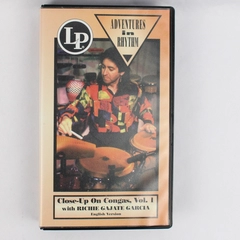 LP
ADVENTURES
in
RHYTHM
Close-Up On Congas, Vol. 1
with RICHIE GAJATE GARCIA
English Version